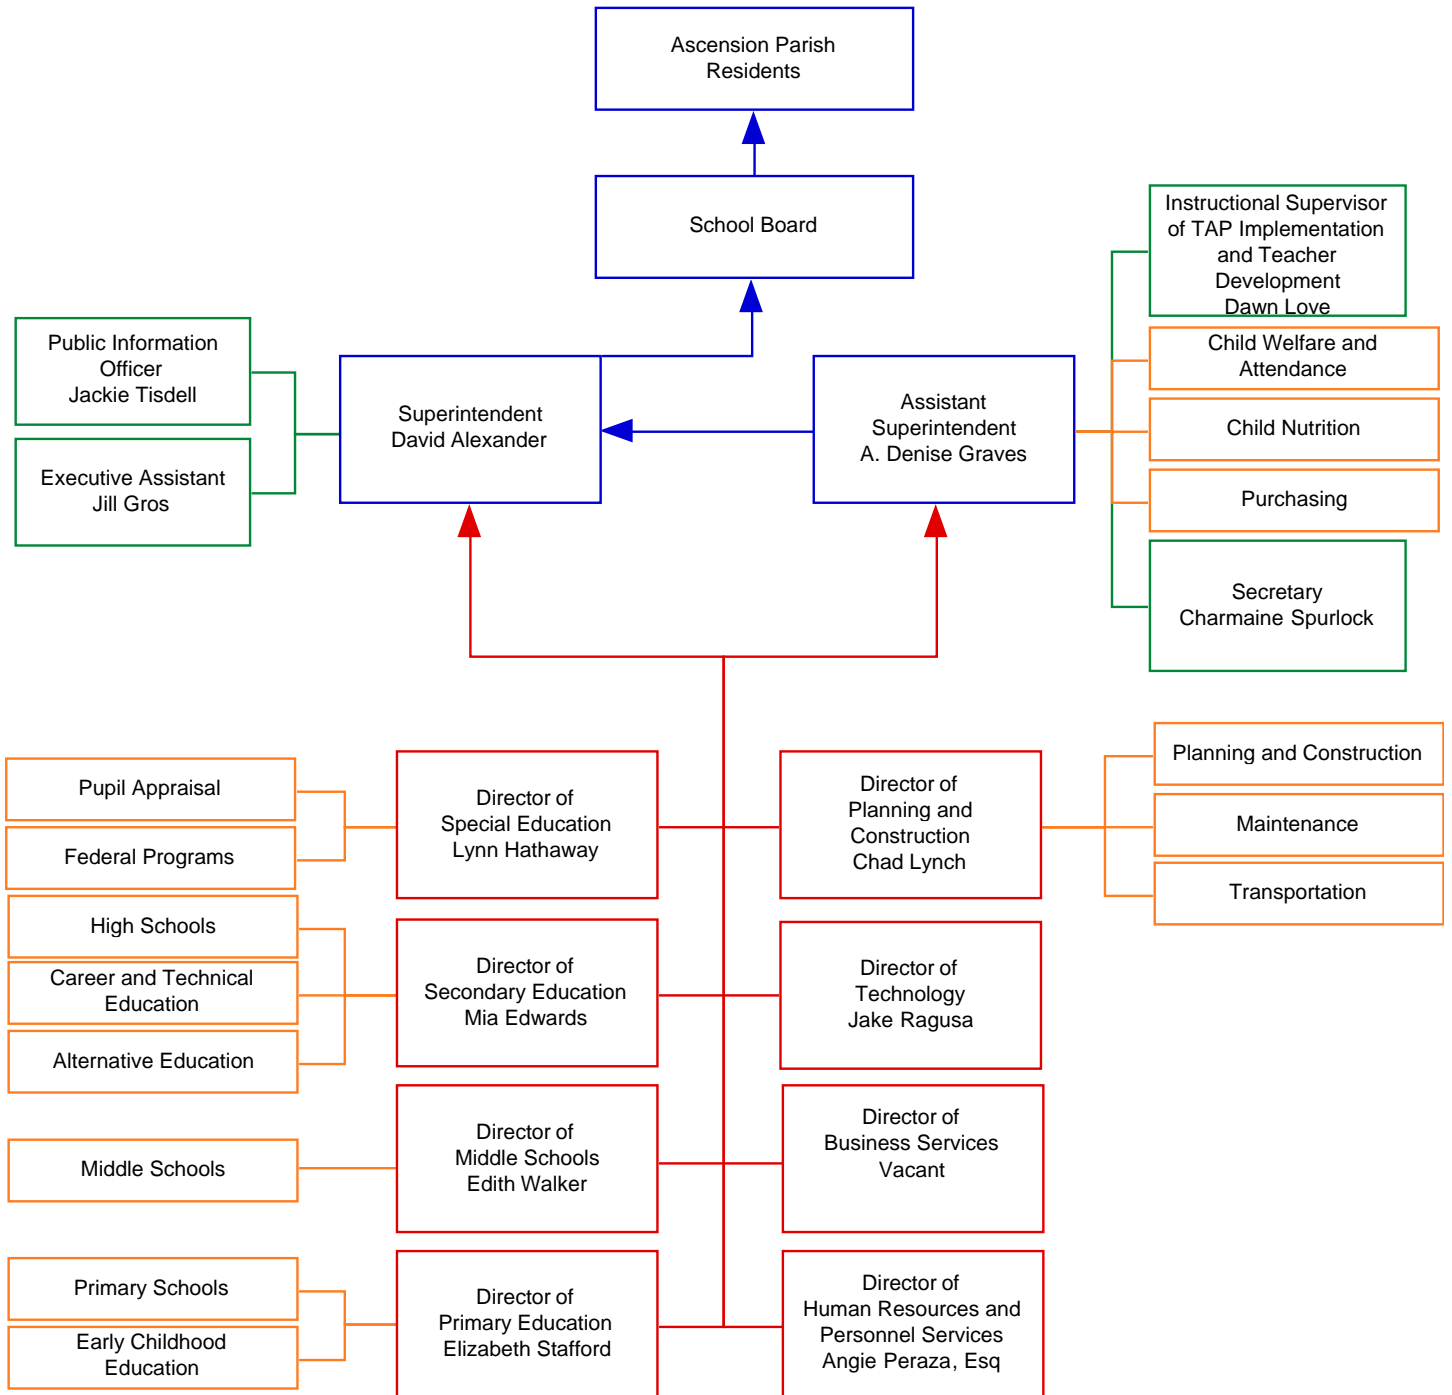 Ascension Parish
Residents
School Board
Instructional Supervisor
of TAP Implementation
and Teacher
Development
Dawn Love
Public Information
Officer
Jackie Tisdell
Executive Assistant
Jill Gros
Superintendent
David Alexander
Assistant
Superintendent
A. Denise Graves
Child Welfare and
Attendance
Child Nutrition
Purchasing
Secretary
Charmaine Spurlock
Pupil Appraisal
Federal Programs
Director of
Special Education
Lynn Hathaway
Director of
Planning and
Construction
Chad Lynch
Planning and Construction
Maintenance
Transportation
High Schools
Career and Technical
Education
Alternative Education
Director of
Secondary Education
Mia Edwards
Director of
Technology
Jake Ragusa
Middle Schools
Director of
Middle Schools
Edith Walker
Director of
Business Services
Vacant
Primary Schools
Early Childhood
Education
Director of
Primary Education
Elizabeth Stafford
Director of
Human Resources and
Personnel Services
Angie Peraza, Esq